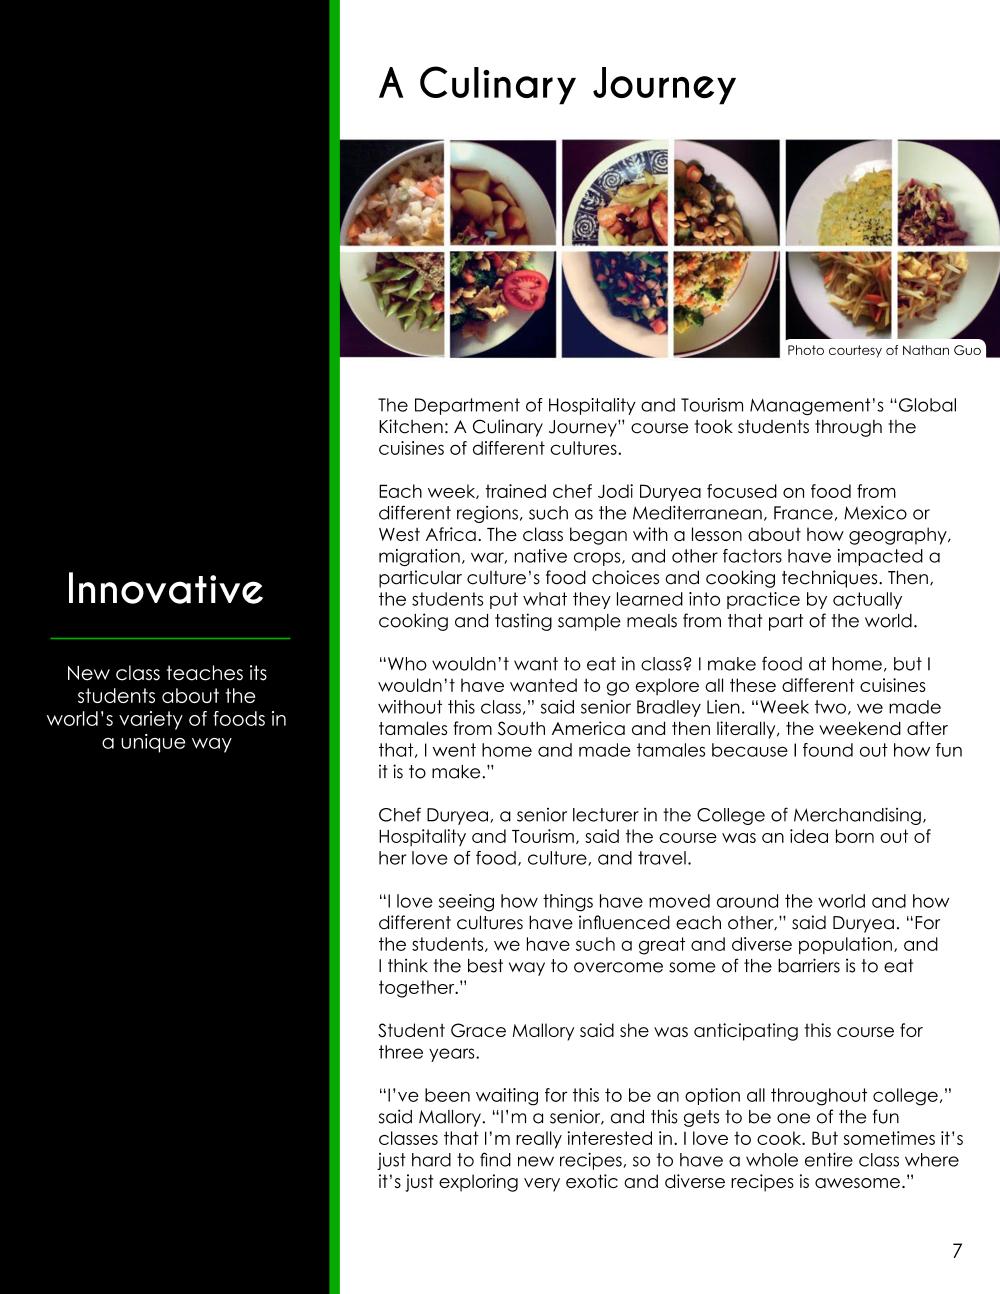 A Culinary Journey
Photo courtesy of Nathan Guo
Innovative
New class teaches its
students about the
world’s variety of foods in
a unique way
The Department of Hospitality and Tourism Management’s “Global
Kitchen: A Culinary Journey” course took students through the
cuisines of different cultures.
Each week, trained chef Jodi Duryea focused on food from
different regions, such as the Mediterranean, France, Mexico or
West Africa. The class began with a lesson about how geography,
migration, war, native crops, and other factors have impacted a
particular culture’s food choices and cooking techniques. Then,
the students put what they learned into practice by actually
cooking and tasting sample meals from that part of the world.
“Who wouldn’t want to eat in class? I make food at home, but I
wouldn’t have wanted to go explore all these different cuisines
without this class,” said senior Bradley Lien. “Week two, we made
tamales from South America and then literally, the weekend after
that, I went home and made tamales because I found out how fun
it is to make.”
Chef Duryea, a senior lecturer in the College of Merchandising,
Hospitality and Tourism, said the course was an idea born out of
her love of food, culture, and travel.
“I love seeing how things have moved around the world and how
different cultures have influenced each other,” said Duryea. “For
the students, we have such a great and diverse population, and
I think the best way to overcome some of the barriers is to eat
together.”
Student Grace Mallory said she was anticipating this course for
three years.
“I’ve been waiting for this to be an option all throughout college,”
said Mallory. “I’m a senior, and this gets to be one of the fun
classes that I’m really interested in. I love to cook. But sometimes it’s
just hard to find new recipes, so to have a whole entire class where
it’s just exploring very exotic and diverse recipes is awesome.”
7